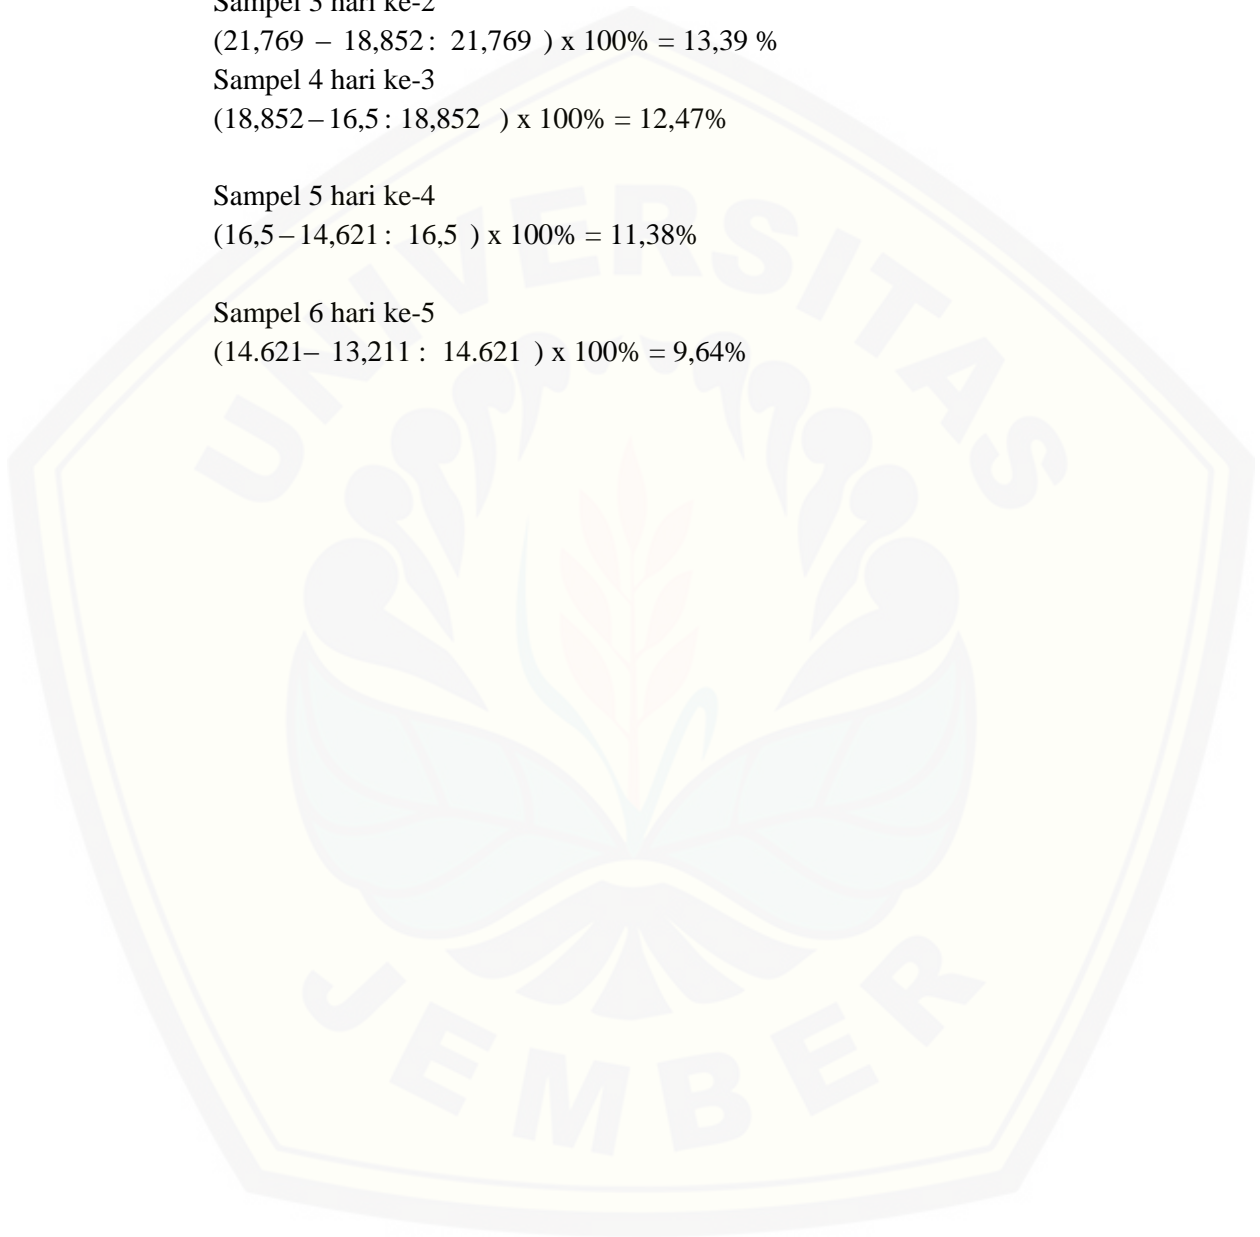 Sampel 3 hari ke-2
(21,769 – 18,852 : 21,769 ) x 100% = 13,39 %
Sampel 4 hari ke-3
(18,852 – 16,5 : 18,852 ) x 100% = 12,47%
Sampel 5 hari ke-4
(16,5 – 14,621 : 16,5 ) x 100% = 11,38%
Sampel 6 hari ke-5
(14.621– 13,211 : 14.621 ) x 100% = 9,64%
UNIVERSITAS
JEMBER